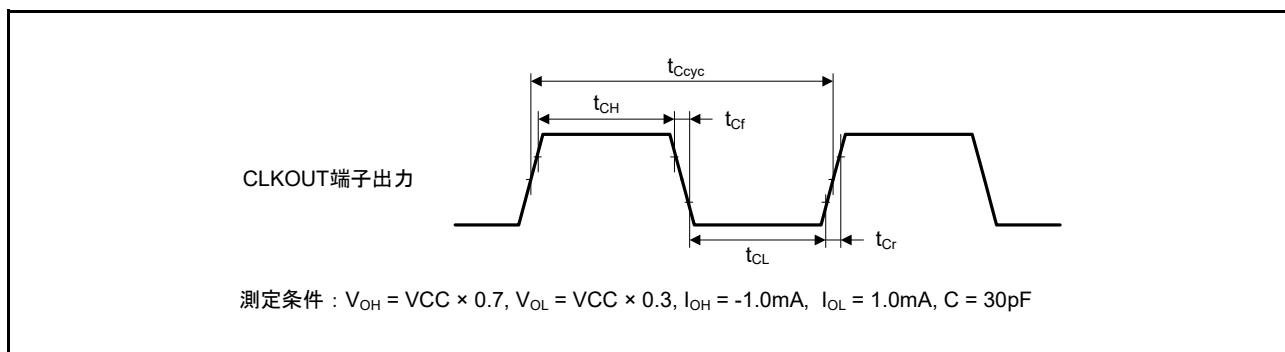 tCcyc
tCH
tCf
CLKOUT端子出力
tCL
tCr
測定条件：VOH = VCC × 0.7, VOL = VCC × 0.3, IOH = -1.0mA, IOL = 1.0mA, C = 30pF